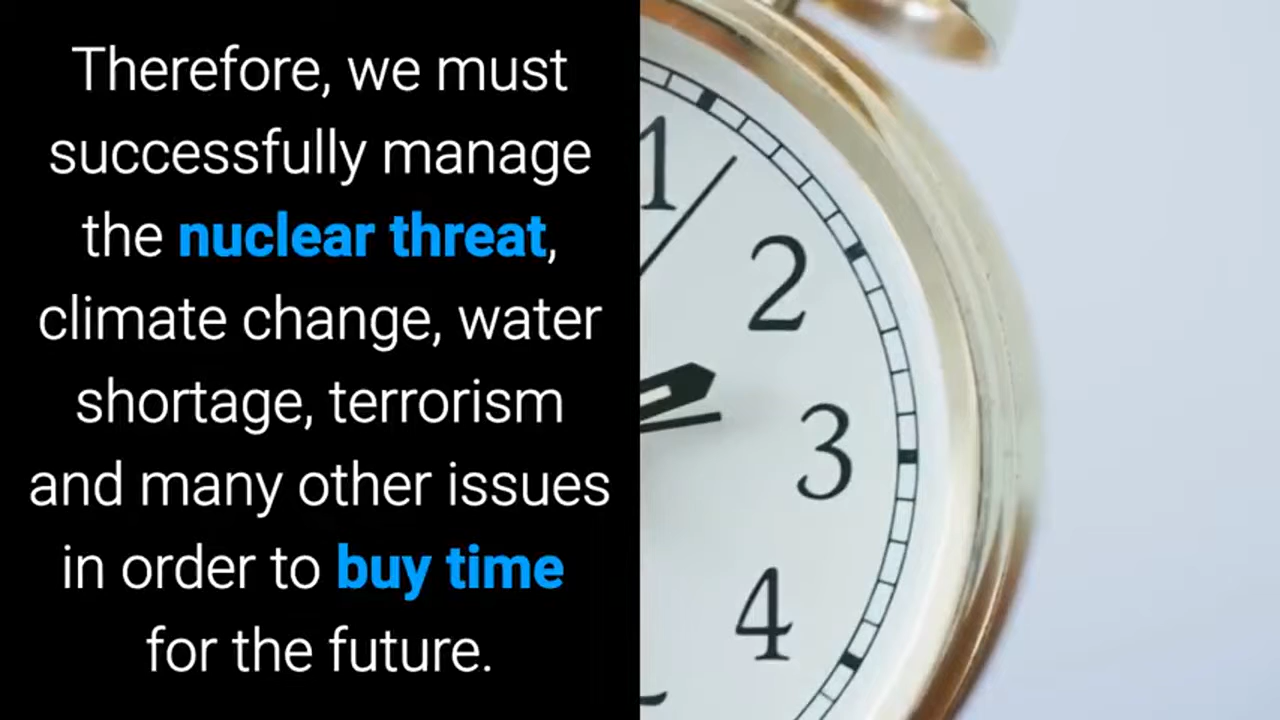 Therefore, we must
successfully manage
the nuclear threat,
climate change, water
shortage, terrorism
and many other issues
in order to buy time
for the future.
1
2
3
4